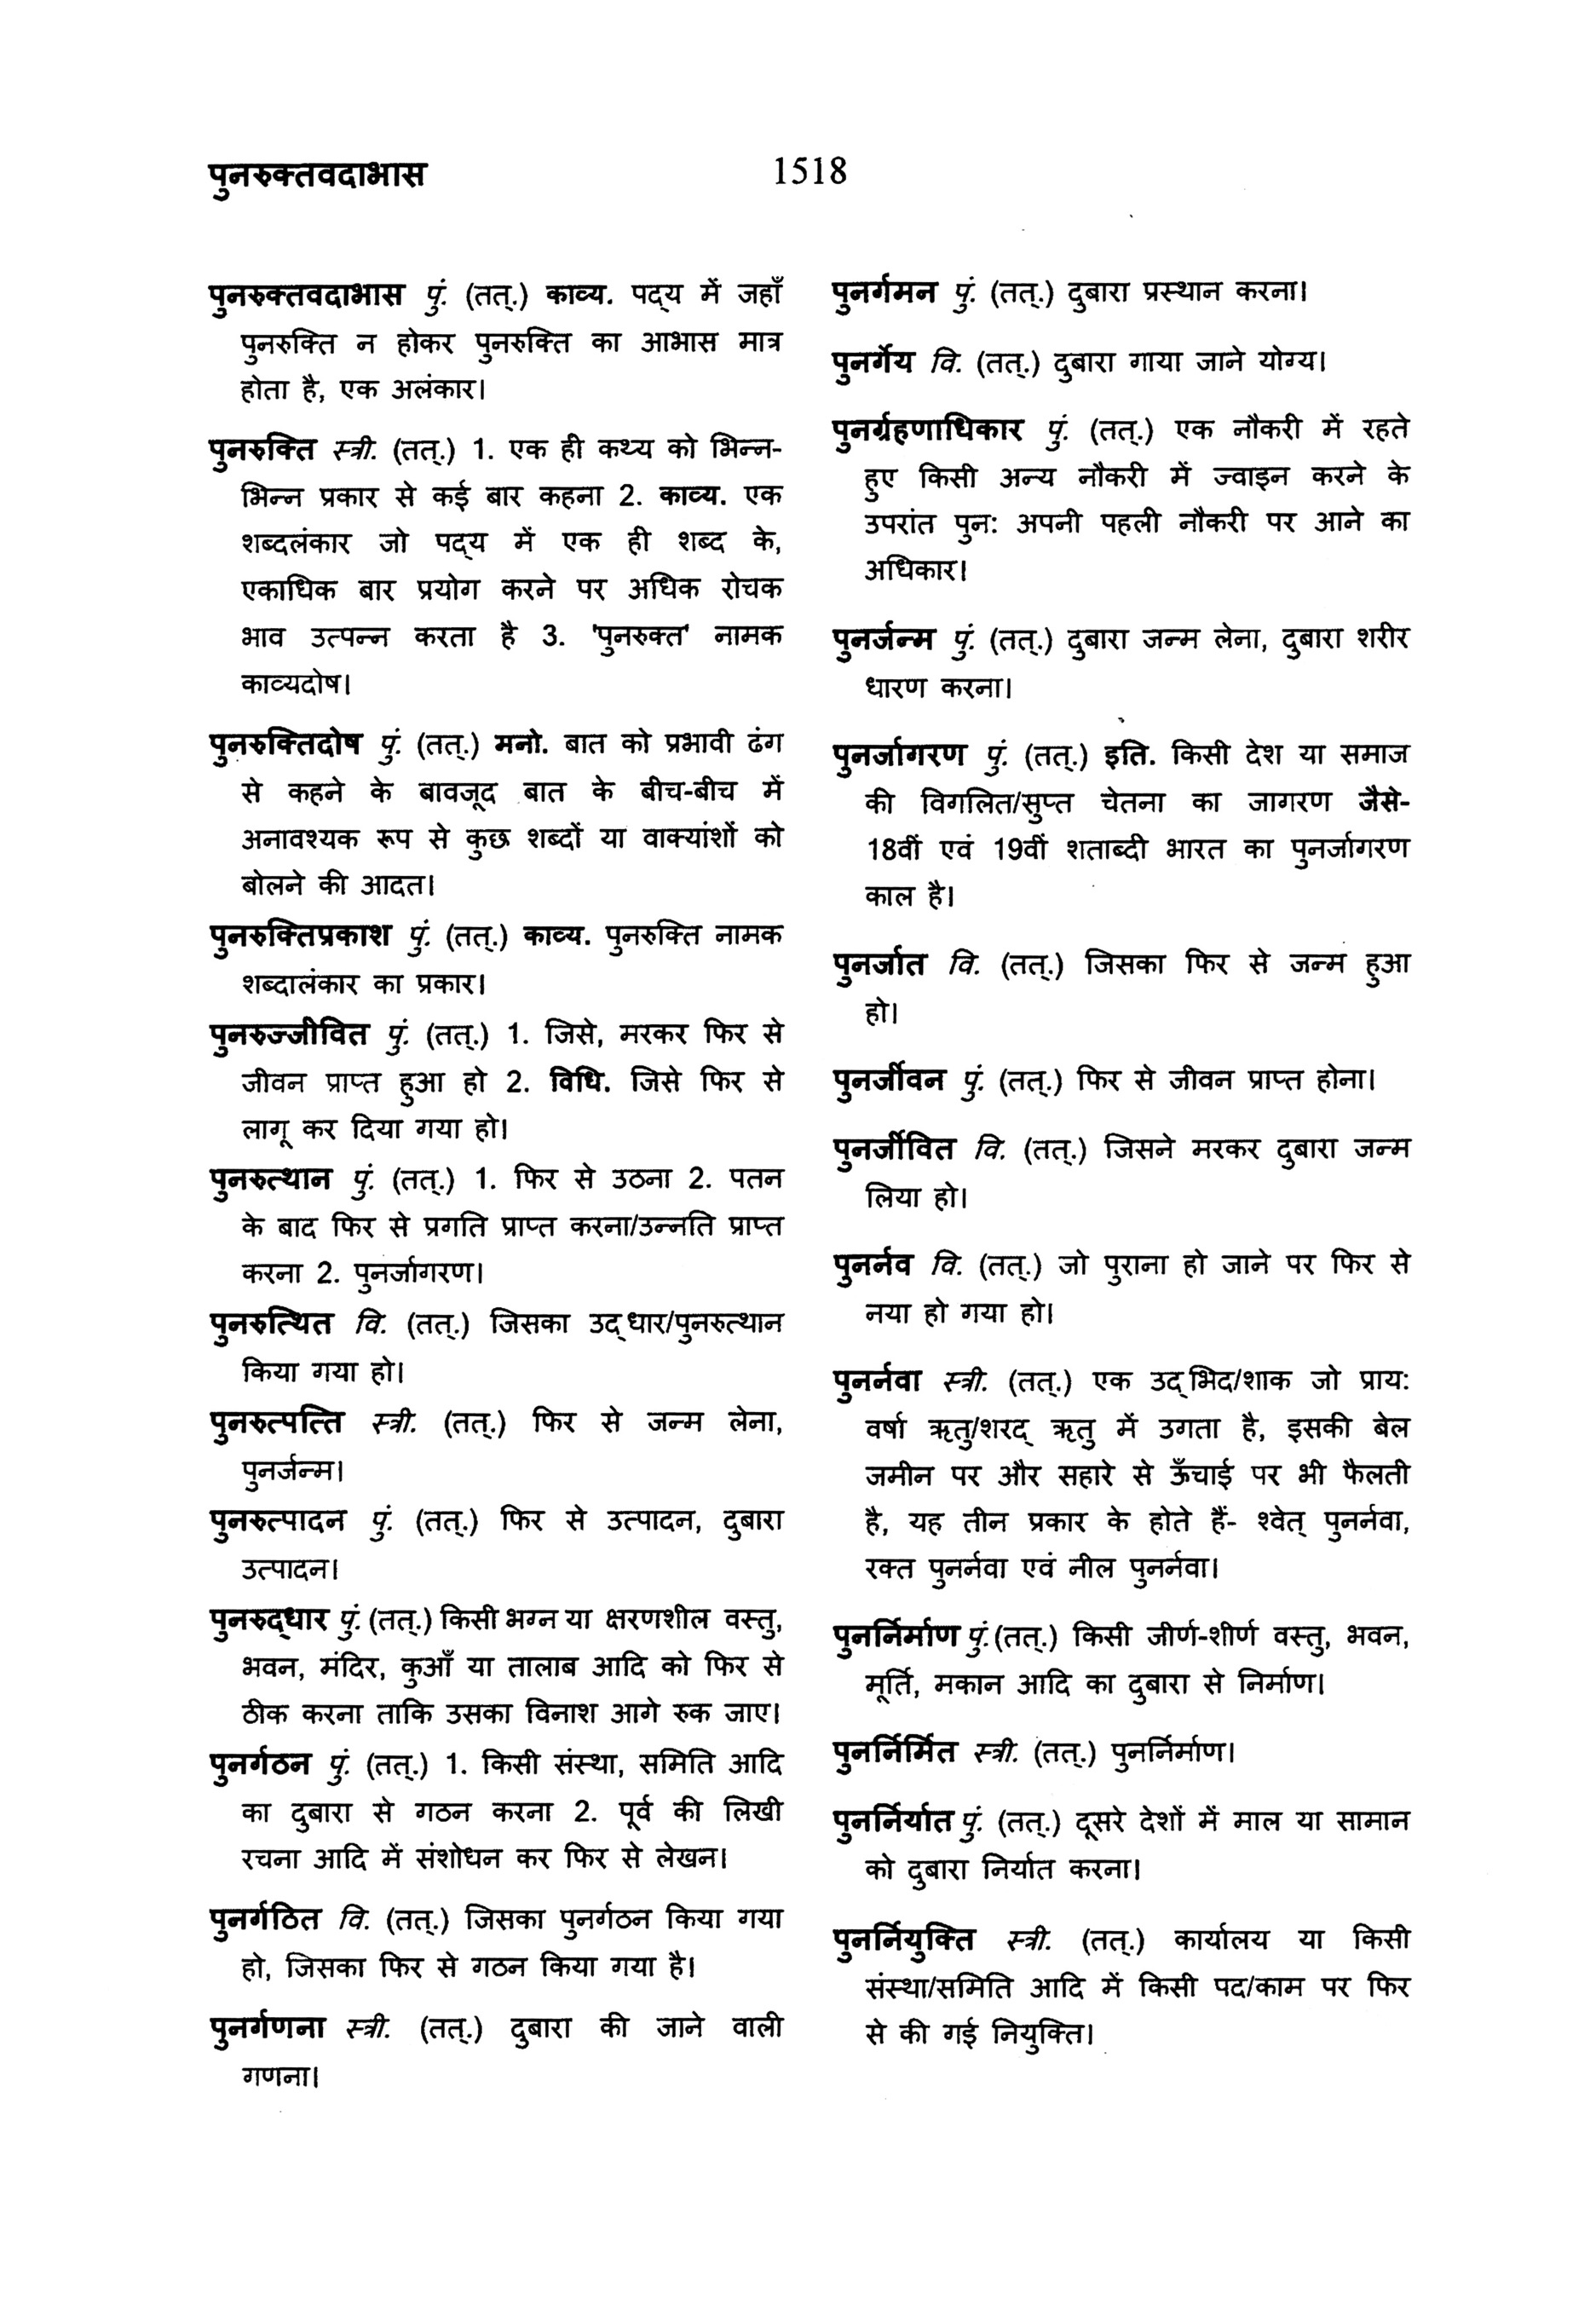 पुनरुक्तवदाभास
1518
पुनरुक्तवदाभास पुं. (तत्.) काव्य. पद्य में जहाँ
पुनरुक्ति न होकर पुनरुक्ति का आभास मात्र
होता है, एक अलंकार।
पुनरुक्ति स्त्री. (तत्.) 1. एक ही कथ्य को भिन्न-
भिन्न प्रकार से कई बार कहना 2. काव्य. एक
शब्दलंकार जो पद्य में एक ही शब्द के,
एकाधिक बार प्रयोग करने पर अधिक रोचक
भाव उत्पन्न करता है 3. 'पुनरुक्त' नामक
काव्यदोष।
पुनरुक्तिदोष पुं. (तत्.) मनो. बात को प्रभावी ढंग
से कहने के बावजूद बात के बीच-बीच में
अनावश्यक रूप से कुछ शब्दों या वाक्यांशों को
बोलने की आदत।
पुनरुक्तिप्रकाश पुं. (तत्.) काव्य. पुनरुक्ति नामक
शब्दालंकार का प्रकार।
पुनरुज्जीवित पुं. (तत्.) 1. जिसे, मरकर फिर से
जीवन प्राप्त हुआ हो 2. विधि. जिसे फिर से
लागू कर दिया गया हो।
पुनरुत्थान पुं. (तत्.) 1. फिर से उठना 2. पतन
के बाद फिर से प्रगति प्राप्त करना/उन्नति प्राप्त
करना 2. पुनर्जागरण।
पुनरुत्थित वि. (तत्.) जिसका उद्धार/पुनरुत्थान
किया गया हो।
पुनरुत्पत्ति स्त्री. (तत्.) फिर से जन्म लेना,
पुनर्जन्म।
पुनरुत्पादन पुं. (तत्.) फिर से उत्पादन, दुबारा
उत्पादन।
पुनरुद्धार पुं. (तत्.) किसी भग्न या क्षरणशील वस्तु,
भवन, मंदिर, कुआँ या तालाब आदि को फिर से
ठीक करना ताकि उसका विनाश आगे रुक जाए।
पुनर्गठन पुं. (तत्.) 1. किसी संस्था, समिति आदि
का दुबारा से गठन करना 2. पूर्व की लिखी
रचना आदि में संशोधन कर फिर से लेखन।
पुनर्गठित वि. (तत्.) जिसका पुनर्गठन किया गया
हो, जिसका फिर से गठन किया गया है।
पुनर्गणना स्त्री. (तत्.) दुबारा की जाने वाली
गणना।
पुनर्गमन पुं. (तत्.) दुबारा प्रस्थान करना।
पुनर्गेय वि. (तत्.) दुबारा गाया जाने योग्य।
पुनर्ग्रहणाधिकार पुं. (तत्.) एक नौकरी में रहते
हुए किसी अन्य नौकरी में ज्वाइन करने के
उपरांत पुन: अपनी पहली नौकरी पर आने का
अधिकार।
पुनर्जन्म पुं. (तत्.) दुबारा जन्म लेना, दुबारा शरीर
धारण करना।
पुनर्जागरण पुं. (तत्.) इति. किसी देश या समाज
की विगलित/सुप्त चेतना का जागरण जैसे-
18वीं एवं 19वीं शताब्दी भारत का पुनर्जागरण
काल है।
पुनर्जात वि. (तत्.) जिसका फिर से जन्म हुआ
हो।
पुनर्जीवन पुं. (तत्.) फिर से जीवन प्राप्त होना।
पुनर्जीवित वि. (तत्.) जिसने मरकर दुबारा जन्म
लिया हो।
पुनर्नव वि. (तत्.) जो पुराना हो जाने पर फिर से
नया हो गया हो।
पुनर्नवा स्त्री. (तत्.) एक उद्भिद/शाक जो प्राय:
वर्षा ऋतु/शरद् ऋतु में उगता है, इसकी बेल
जमीन पर और सहारे से ऊँचाई पर भी फैलती
है, यह तीन प्रकार के होते हैं- श्वेत् पुनर्नवा,
रक्त पुनर्नवा एवं नील पुनर्नवा।
पुनर्निर्माण पुं. (तत्.) किसी जीर्ण-शीर्ण वस्तु, भवन,
मूर्ति, मकान आदि का दुबारा से निर्माण।
पुनर्निर्मित स्त्री. (तत्.) पुनर्निर्माण।
पुनर्निर्यात पुं. (तत्.) दूसरे देशों में माल या सामान
को दुबारा निर्यात करना।
पुनर्नियुक्ति स्त्री. (तत्.) कार्यालय या किसी
संस्था/समिति आदि में किसी पद/काम पर फिर
से की गई नियुक्ति।